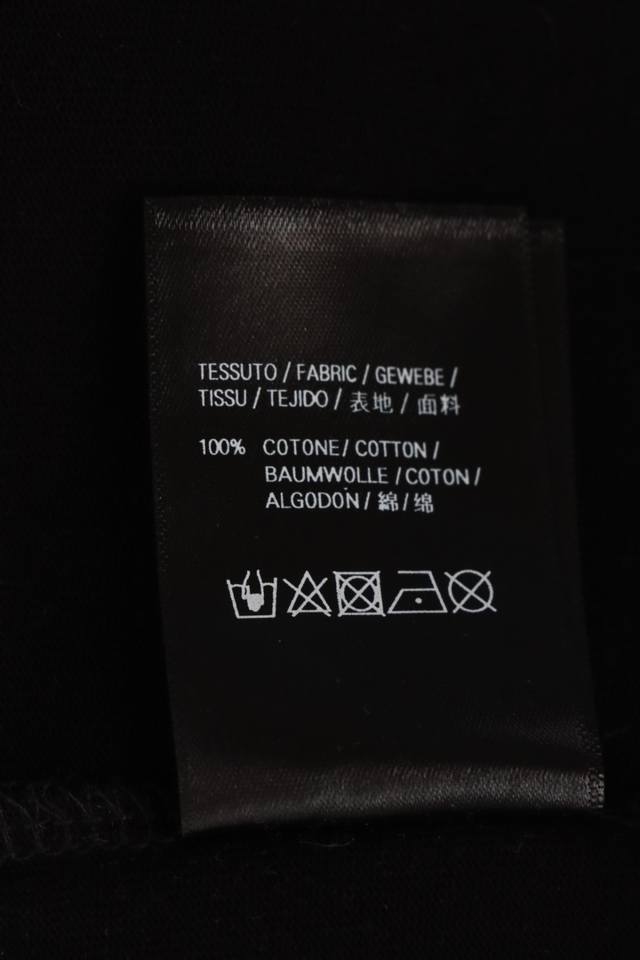 TESSUTO / FABRIC / GEWEBE /
TISSU / TEJIDO / 表地 / 面料
100% COTONE / COTTON /
BAUMWOLLE / COTON /
ALGODON / 綿 / 绵